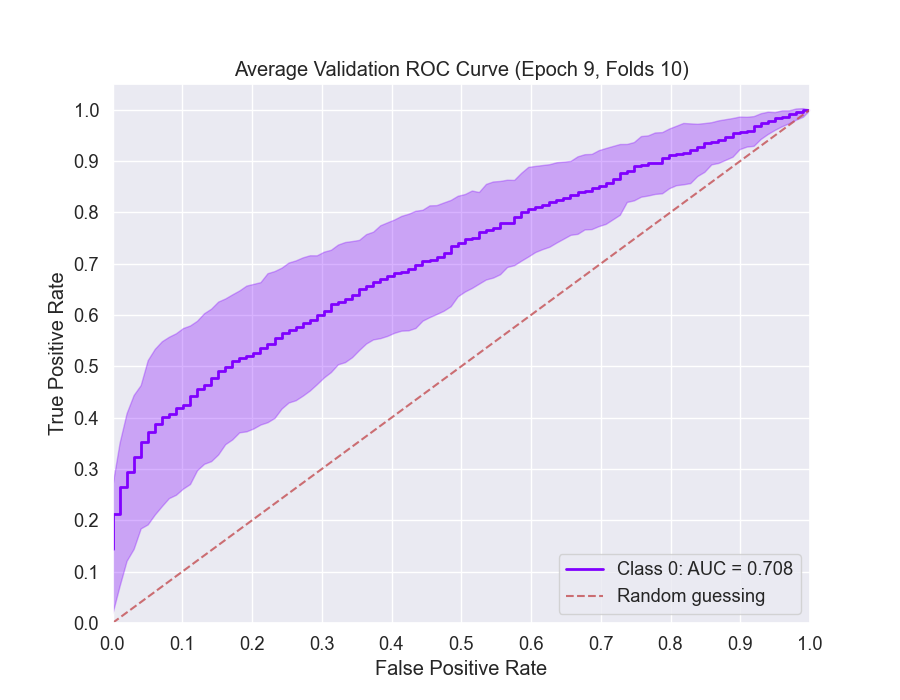 Average Validation ROC Curve (Epoch 9, Folds 10)
True Positive Rate
1.0
0.9
0.8
0.7
0.6
0.5
0.4
0.3
0.2
0.1
0.0
Class 0: AUC = 0.708
Random guessing
0.0 0.1 0.2 0.3 0.4 0.5 0.6 0.7 0.8 0.9 1.0
False Positive Rate